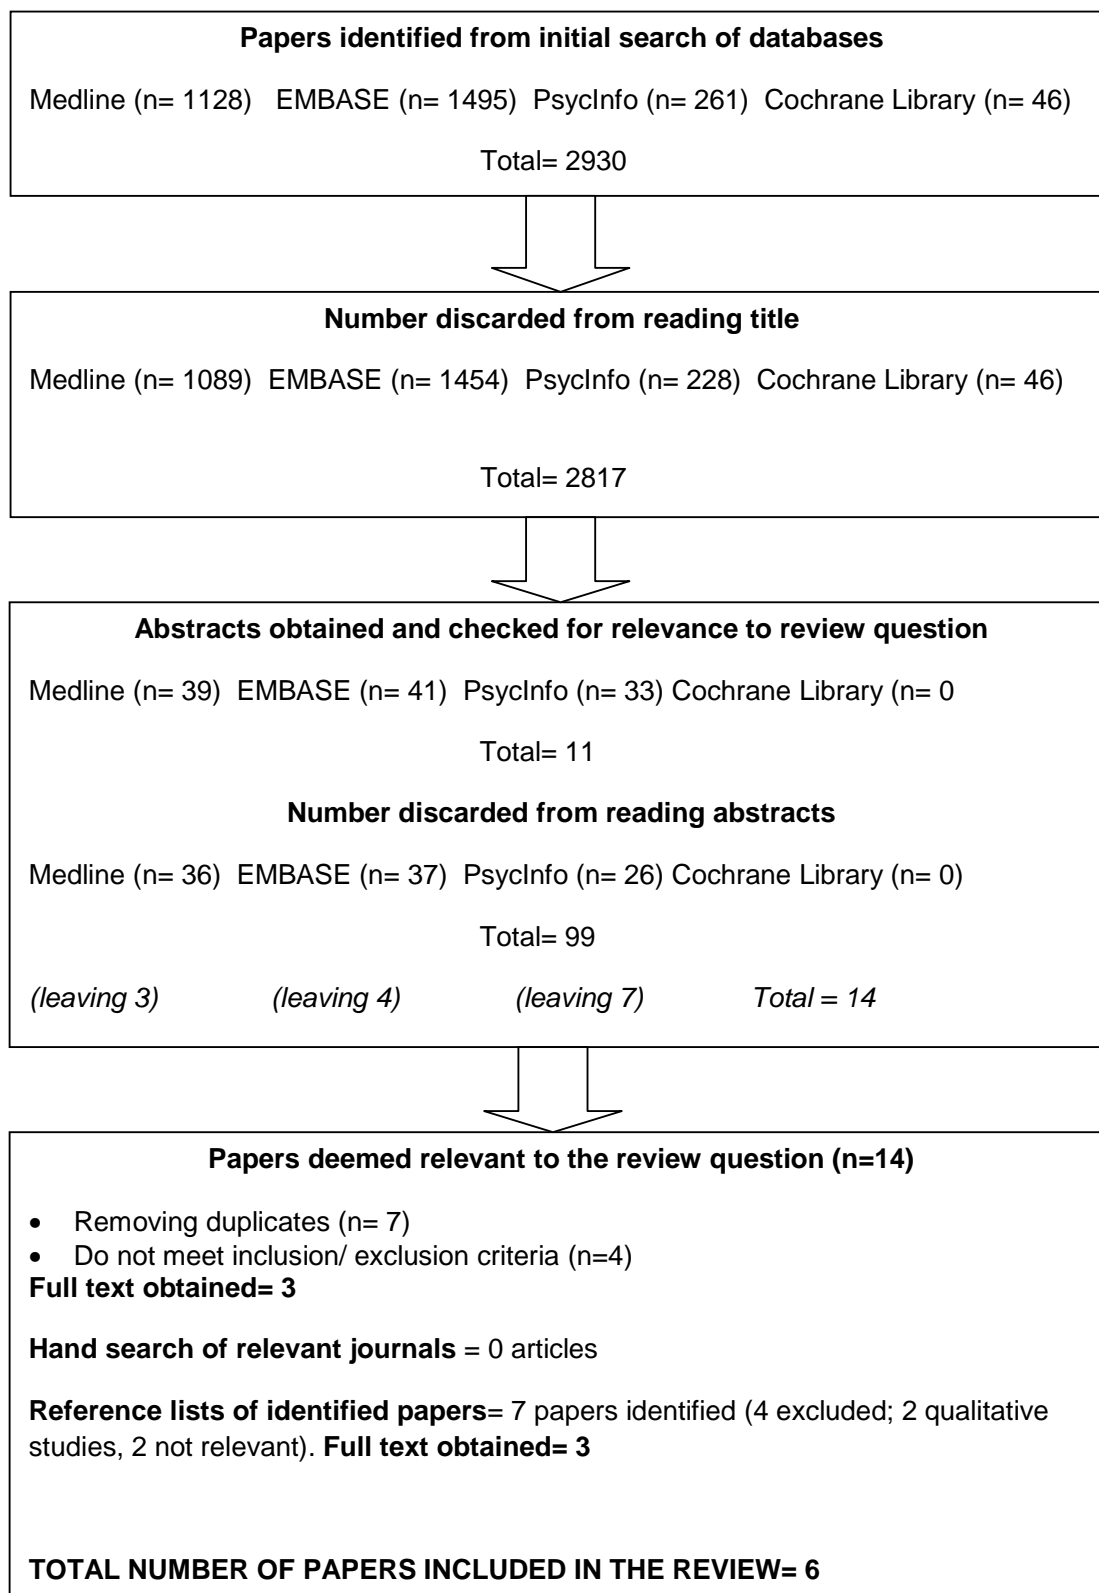 Papers identified from initial search of databases
Medline (n= 1128) EMBASE (n= 1495) PsycInfo (n= 261) Cochrane Library (n= 46)
Total= 2930
Number discarded from reading title
Medline (n= 1089) EMBASE (n= 1454) PsycInfo (n= 228) Cochrane Library (n= 46)
Total= 2817
Abstracts obtained and checked for relevance to review question
Medline (n= 39) EMBASE (n= 41) PsycInfo (n= 33) Cochrane Library (n= 0
Total= 11
Number discarded from reading abstracts
Medline (n= 36) EMBASE (n= 37) PsycInfo (n= 26) Cochrane Library (n= 0)
Total= 99
(leaving 3) (leaving 4) (leaving 7) Total = 14
Papers deemed relevant to the review question (n=14)
• Removing duplicates (n= 7)
• Do not meet inclusion/ exclusion criteria (n=4)
Full text obtained= 3
Hand search of relevant journals = 0 articles
Reference lists of identified papers= 7 papers identified (4 excluded; 2 qualitative
studies, 2 not relevant). Full text obtained= 3
TOTAL NUMBER OF PAPERS INCLUDED IN THE REVIEW= 6